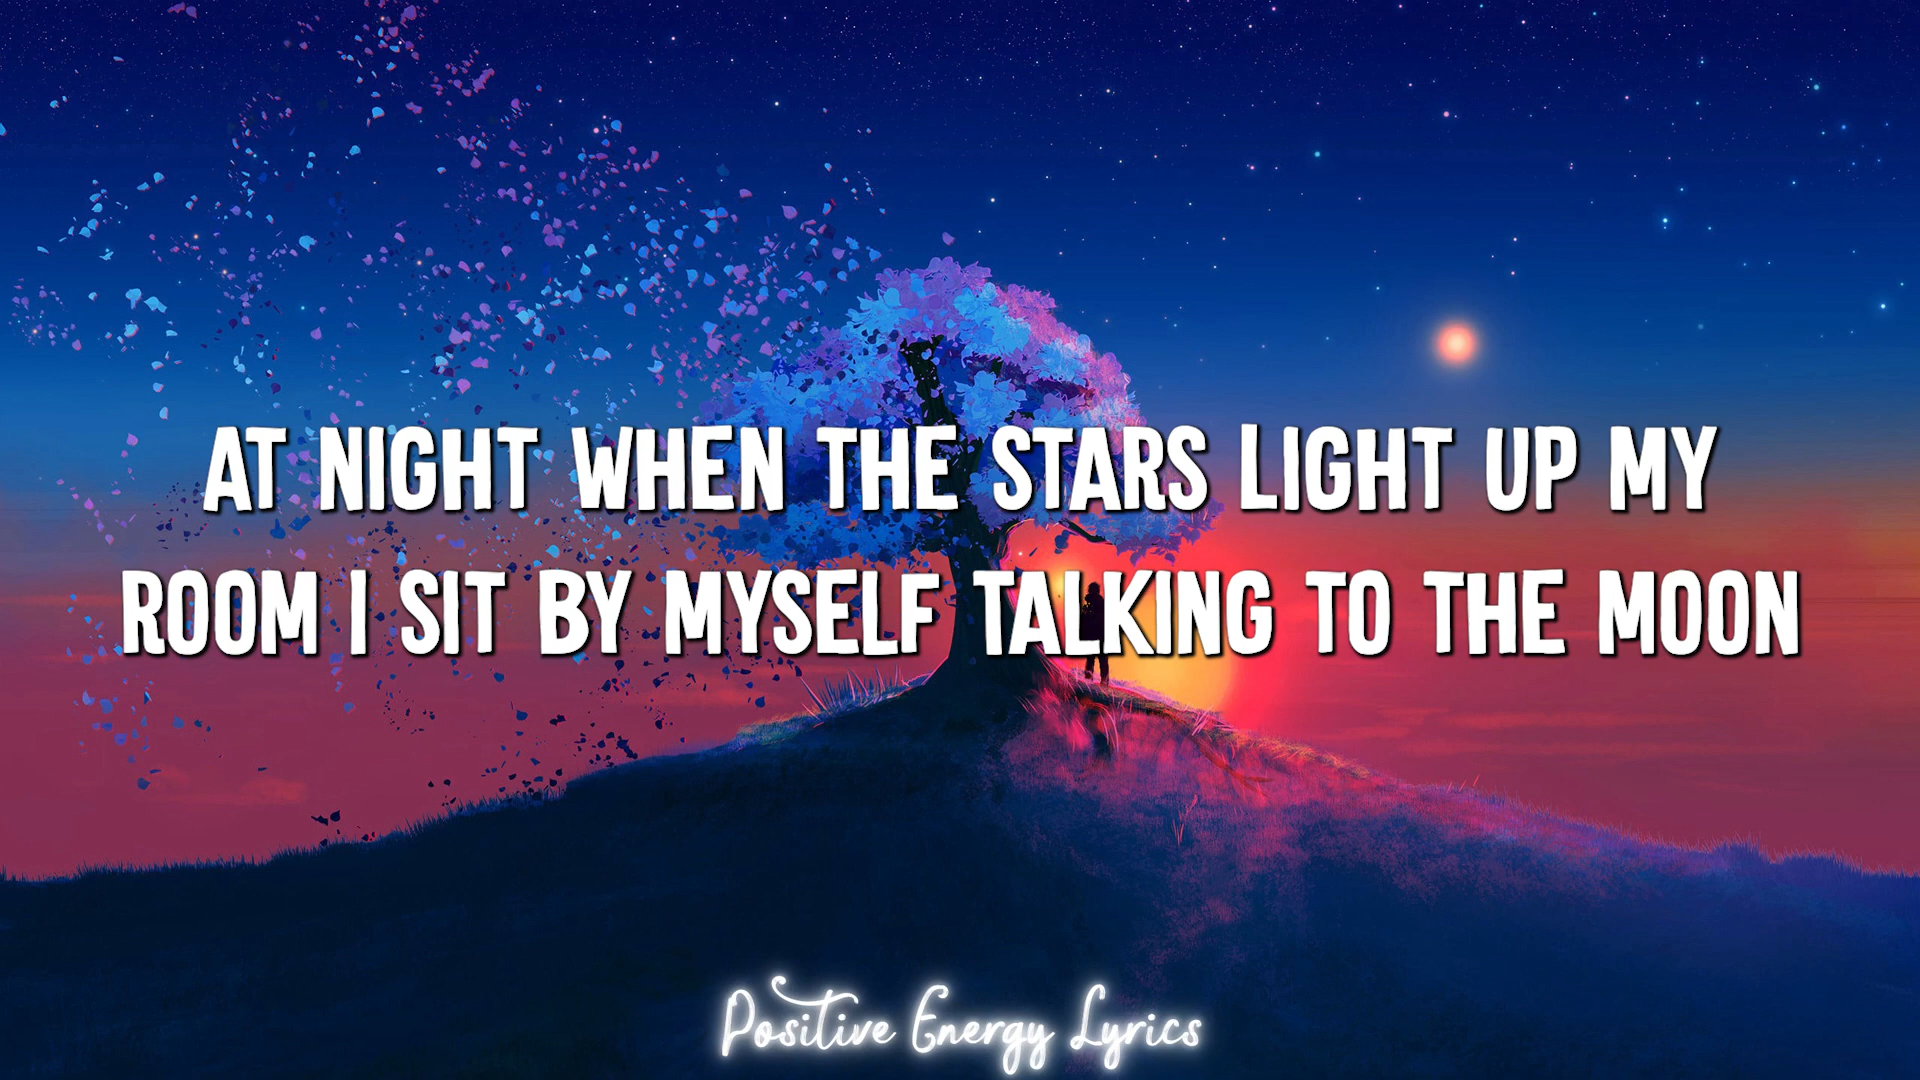 AT NIGHT WHEN THE STARS LIGHT UP MY
ROOM I SIT BY MYSELF TALKING TO THE MOON
Positive Energy Lyrics